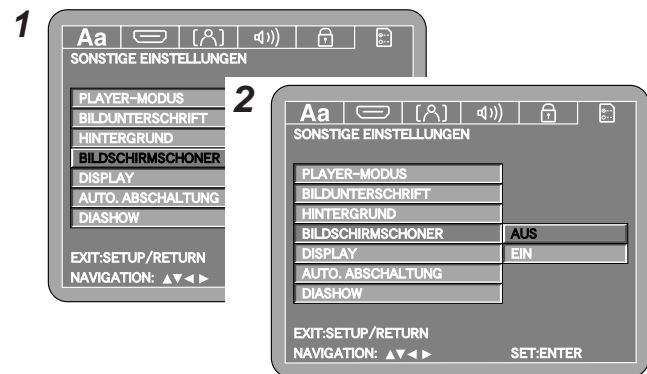 1
Aa
SONSTIGE EINSTELLUNGEN
PLAYER-MODUS
BILDUNTERSCHRIFT
HINTERGRUND
BILDSCHIRMSCHONER
DISPLAY
AUTO. ABSCHALTUNG
DIASHOW
EXIT:SETUP/RETURN
NAVIGATION: ▲▼◄►
2
Aa
SONSTIGE EINSTELLUNGEN
PLAYER-MODUS
BILDUNTERSCHRIFT
HINTERGRUND
BILDSCHIRMSCHONER AUS
DISPLAY EIN
AUTO. ABSCHALTUNG
DIASHOW
EXIT:SETUP/RETURN
NAVIGATION: ▲▼◄► SET:ENTER